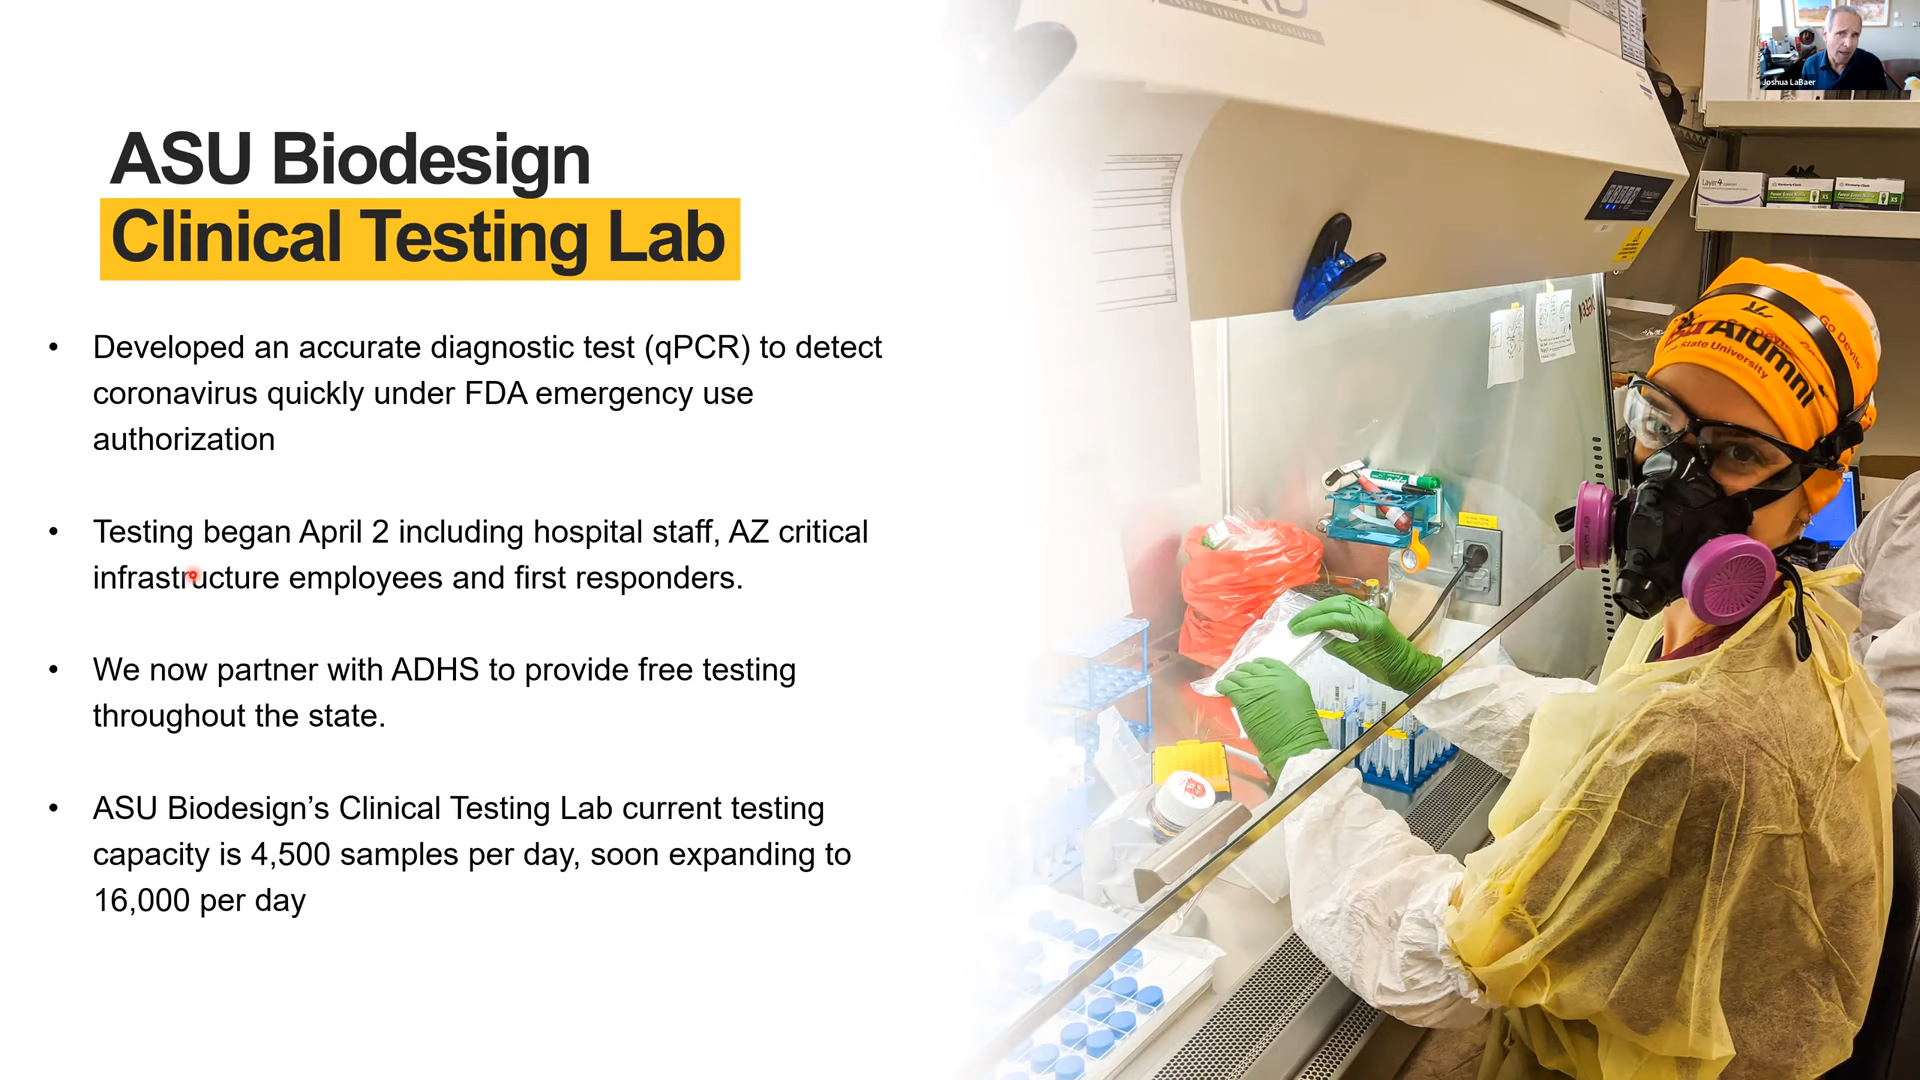 Joshua LaBaer
ASU Biodesign
Clinical Testing Lab
• Developed an accurate diagnostic test (qPCR) to detect
coronavirus quickly under FDA emergency use
authorization
• Testing began April 2 including hospital staff, AZ critical
infrastructure employees and first responders.
• We now partner with ADHS to provide free testing
throughout the state.
• ASU Biodesign’s Clinical Testing Lab current testing
capacity is 4,500 samples per day, soon expanding to
16,000 per day
Layer4
Alumni
State University
Go Devils